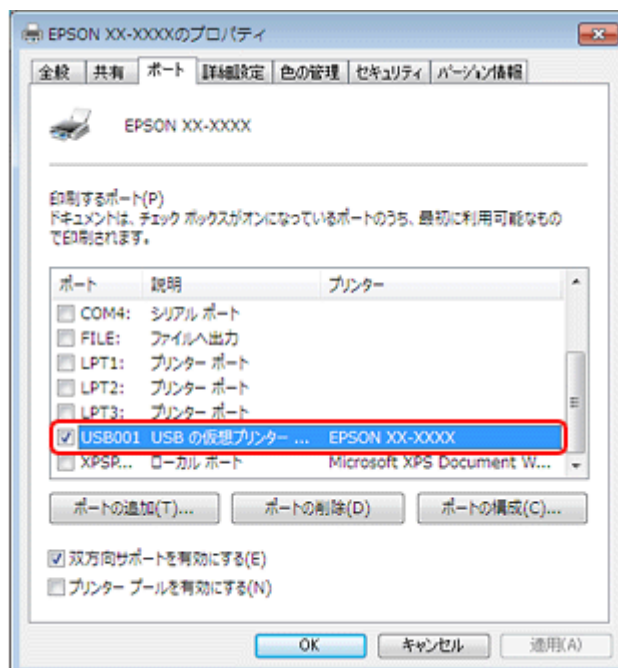 EPSON XX-XXXXのプロパティ
全般 共有 ポート 詳細設定 色の管理 セキュリティ バージョン情報
EPSON XX-XXXX
印刷するポート(P)
ドキュメントは、チェック ボックスがオンになっているポートのうち、最初に利用可能なもの
で印刷されます。
ポート 説明 プリンター
COM4: シリアル ポート
FILE: ファイルへ出力
LPT1: プリンター ポート
LPT2: プリンター ポート
LPT3: プリンター ポート
USB001 USB の仮想プリンター ... EPSON XX-XXXX
XPSP... ローカル ポート Microsoft XPS Document W...
ポートの追加(T)... ポートの削除(D) ポートの構成(C)...
双方向サポートを有効にする(E)
プリンター プールを有効にする(N)
OK キャンセル 適用(A)